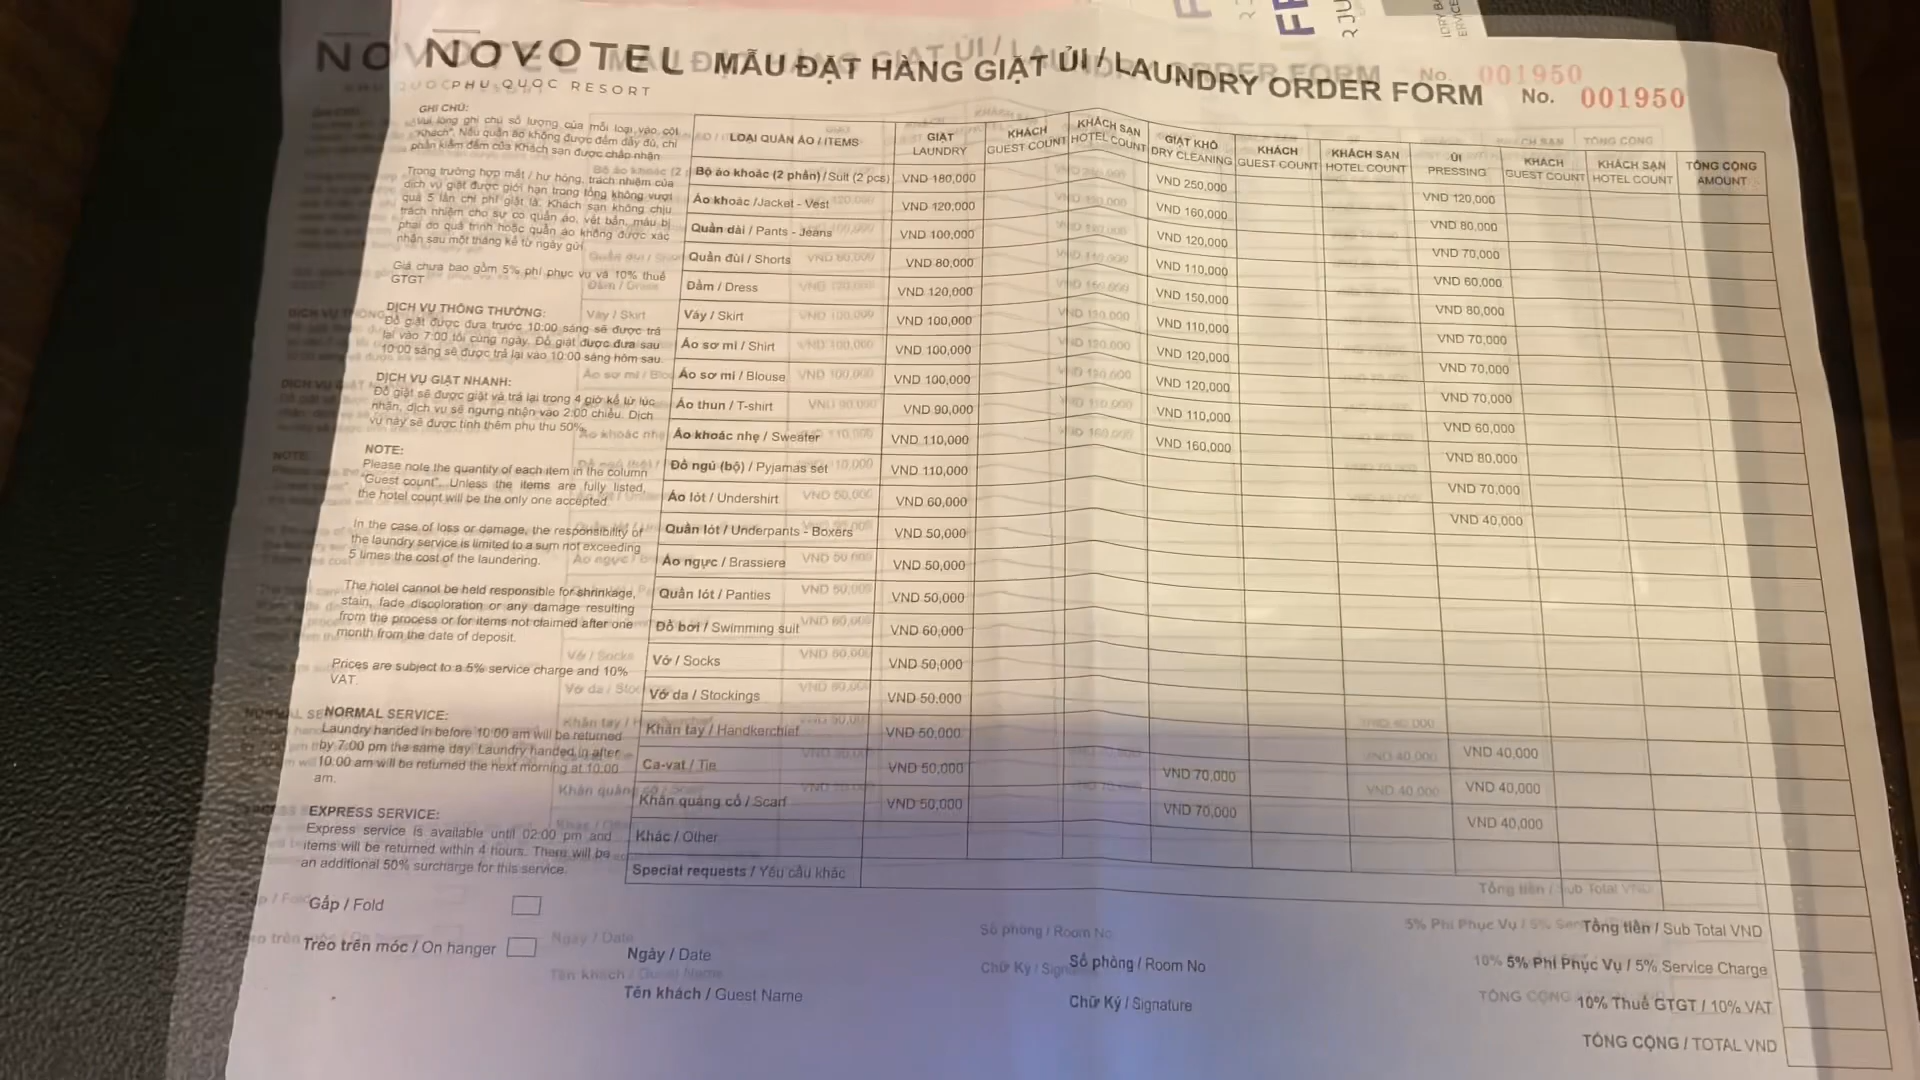 NOVOTEL
PHU QUOC RESORT
MẪU ĐẶT HÀNG GIẶT ỦI / LAUNDRY ORDER FORM
No. 001950
GHI CHÚ:
Vui lòng ghi chú số lượng của mỗi loại vào cột
"Khách". Nếu quần áo không được đếm đầy đủ, chỉ
phần kiểm đếm của Khách sạn được chấp nhận
Trong trường hợp mất / hư hỏng, trách nhiệm của
dịch vụ giặt được giới hạn trong tổng không vượt
quá 5 lần chi phí giặt là. Khách sạn không chịu
trách nhiệm cho sự co quần áo, vết bẩn, màu bị
phai do quá trình hoặc quần áo không được xác
nhận sau một tháng kể từ ngày gửi
Giá chưa bao gồm 5% phí phục vụ và 10% thuế
GTGT
DỊCH VỤ THÔNG THƯỜNG:
Đồ giặt được đưa trước 10:00 sáng sẽ được trả
lại vào 7:00 tối cùng ngày. Đồ giặt được đưa sau
10:00 sáng sẽ được trả lại vào 10:00 sáng hôm sau.
DỊCH VỤ GIẶT NHANH:
Đồ giặt sẽ được giặt và trả lại trong 4 giờ kể từ lúc
nhận, dịch vụ sẽ ngưng nhận vào 2:00 chiều. Dịch
vụ này sẽ được tính thêm phụ thu 50%.
NOTE:
Please note the quantity of each item in the column
"Guest count". Unless the items are fully listed,
the hotel count will be the only one accepted.
In the case of loss or damage, the responsibility of
the laundry service is limited to a sum not exceeding
5 times the cost of the laundering.
The hotel cannot be held responsible for shrinkage,
stain, fade discoloration or any damage resulting
from the process or for items not claimed after one
month from the date of deposit.
Prices are subject to a 5% service charge and 10%
VAT.
NORMAL SERVICE:
Laundry handed in before 10:00 am will be returned
by 7:00 pm the same day. Laundry handed in after
10:00 am will be returned the next morning at 10:00
am.
EXPRESS SERVICE:
Express service is available until 02:00 pm and
items will be returned within 4 hours. There will be
an additional 50% surcharge for this service.
Gấp / Fold
Treo trên móc / On hanger
LOẠI QUẦN ÁO / ITEMS GIẶT LAUNDRY KHÁCH GUEST COUNT KHÁCH SẠN HOTEL COUNT GIẶT KHÔ DRY CLEANING KHÁCH GUEST COUNT KHÁCH SẠN HOTEL COUNT ỦI PRESSING KHÁCH GUEST COUNT KHÁCH SẠN HOTEL COUNT TỔNG CỘNG AMOUNT
Bộ áo khoác (2 phần) / Suit (2 pcs) VND 180,000 VND 250,000 VND 120,000
Áo khoác / Jacket - Vest VND 120,000 VND 160,000 VND 80,000
Quần dài / Pants - Jeans VND 100,000 VND 120,000 VND 70,000
Quần đùi / Shorts VND 80,000 VND 110,000 VND 60,000
Đầm / Dress VND 120,000 VND 150,000 VND 80,000
Váy / Skirt VND 100,000 VND 110,000 VND 70,000
Áo sơ mi / Shirt VND 100,000 VND 120,000 VND 70,000
Áo sơ mi / Blouse VND 100,000 VND 120,000 VND 70,000
Áo thun / T-shirt VND 90,000 VND 110,000 VND 60,000
Áo khoác nhẹ / Sweater VND 110,000 VND 160,000 VND 80,000
Đồ ngủ (bộ) / Pyjamas set VND 110,000 VND 70,000
Áo lót / Undershirt VND 60,000 VND 40,000
Quần lót / Underpants - Boxers VND 50,000
Áo ngực / Brassiere VND 50,000
Quần lót / Panties VND 50,000
Đồ bơi / Swimming suit VND 60,000
Vớ / Socks VND 50,000
Vớ da / Stockings VND 50,000
Khăn tay / Handkerchief VND 50,000 VND 40,000
Ca-vat / Tie VND 50,000 VND 70,000 VND 40,000
Khăn quàng cổ / Scarf VND 50,000 VND 70,000 VND 40,000
Khác / Other
Special requests / Yêu cầu khác
Ngày / Date
Tên khách / Guest Name
Số phòng / Room No
Chữ Ký / Signature
Tổng tiền / Sub Total VND
5% Phí Phục Vụ / 5% Service Charge
10% Thuế GTGT / 10% VAT
TỔNG CỘNG / TOTAL VND